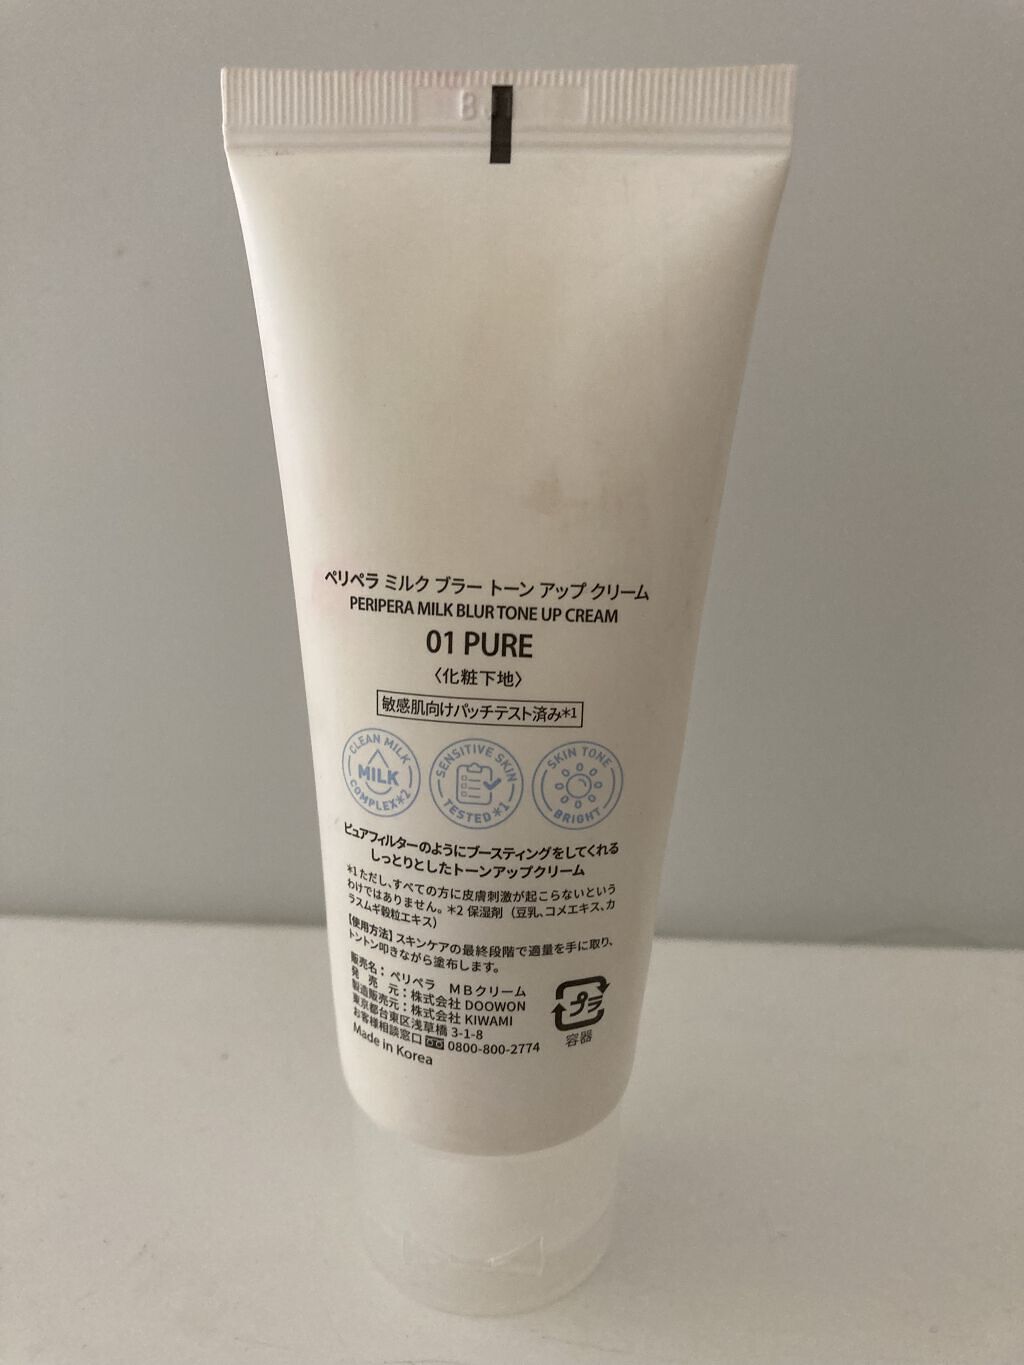 ペリペラ ミルク ブラー トーン アップ クリーム
PERIPERA MILK BLUR TONE UP CREAM
01 PURE
〈化粧下地〉
敏感肌向けパッチテスト済み*1
CLEAN MILK
MILK
COMPLEX*2
SENSITIVE SKIN
TESTED*1
SKIN TONE
BRIGHT
ピュアフィルターのようにブースティングをしてくれる
しっとりとしたトーンアップクリーム
*1 ただし、すべての方に皮膚刺激が起こらないという
わけではありません。*2 保湿剤（豆乳、コメエキス、カ
ラスムギ穀粒エキス）
【使用方法】スキンケアの最終段階で適量を手に取り、
トントン叩きながら塗布します。
販売名：ペリペラ ＭＢクリーム
発 売 元：株式会社 DOOWON
製造販売元：株式会社 KIWAMI
東京都台東区浅草橋 3-1-8
お客様相談窓口 0800-800-2774
Made in Korea
プラ
容器